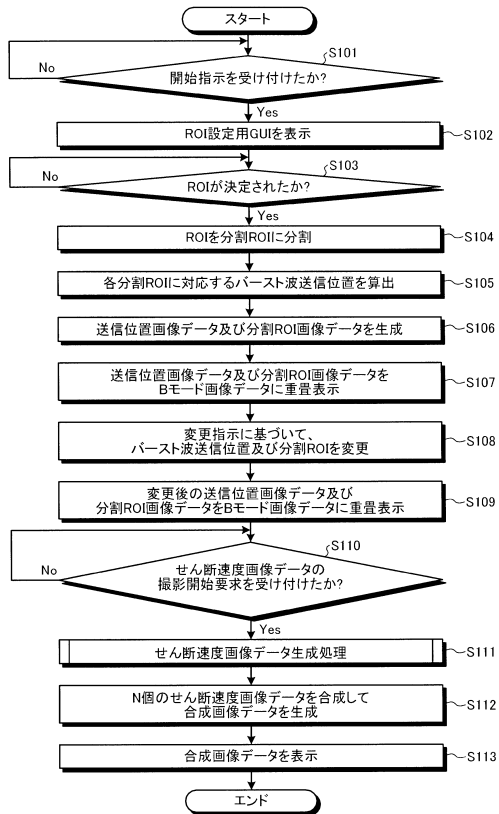 スタート
S101
開始指示を受け付けたか?
No
Yes
ROI設定用GUIを表示
S102
S103
ROIが決定されたか?
No
Yes
ROIを分割ROIに分割
S104
各分割ROIに対応するバースト波送信位置を算出
S105
送信位置画像データ及び分割ROI画像データを生成
S106
送信位置画像データ及び分割ROI画像データを
Bモード画像データに重畳表示
S107
変更指示に基づいて、
バースト波送信位置及び分割ROIを変更
S108
変更後の送信位置画像データ及び
分割ROI画像データをBモード画像データに重畳表示
S109
S110
せん断速度画像データの
撮影開始要求を受け付けたか?
No
Yes
せん断速度画像データ生成処理
S111
N個のせん断速度画像データを合成して
合成画像データを生成
S112
合成画像データを表示
S113
エンド